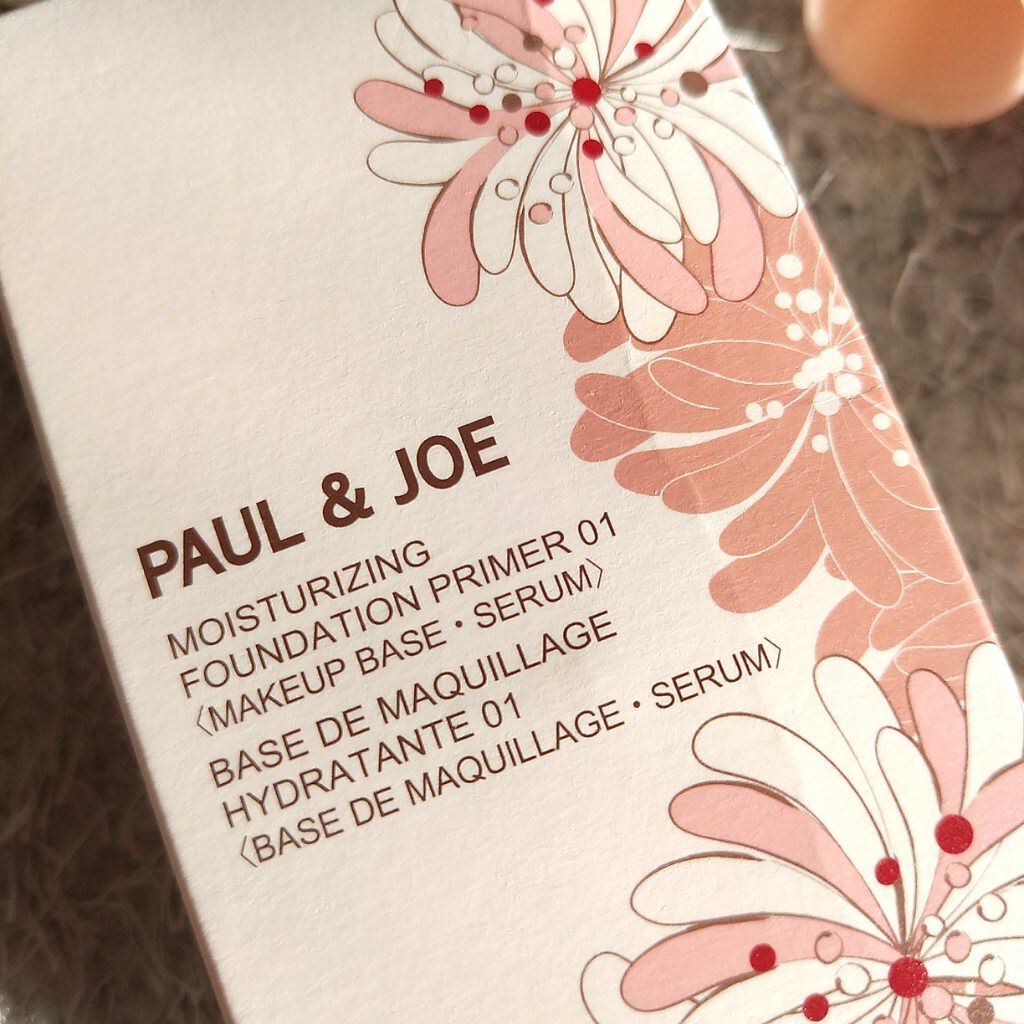 PAUL & JOE
MOISTURIZING
FOUNDATION PRIMER 01
〈MAKEUP BASE・SERUM〉
BASE DE MAQUILLAGE
HYDRATANTE 01
〈BASE DE MAQUILLAGE・SERUM〉